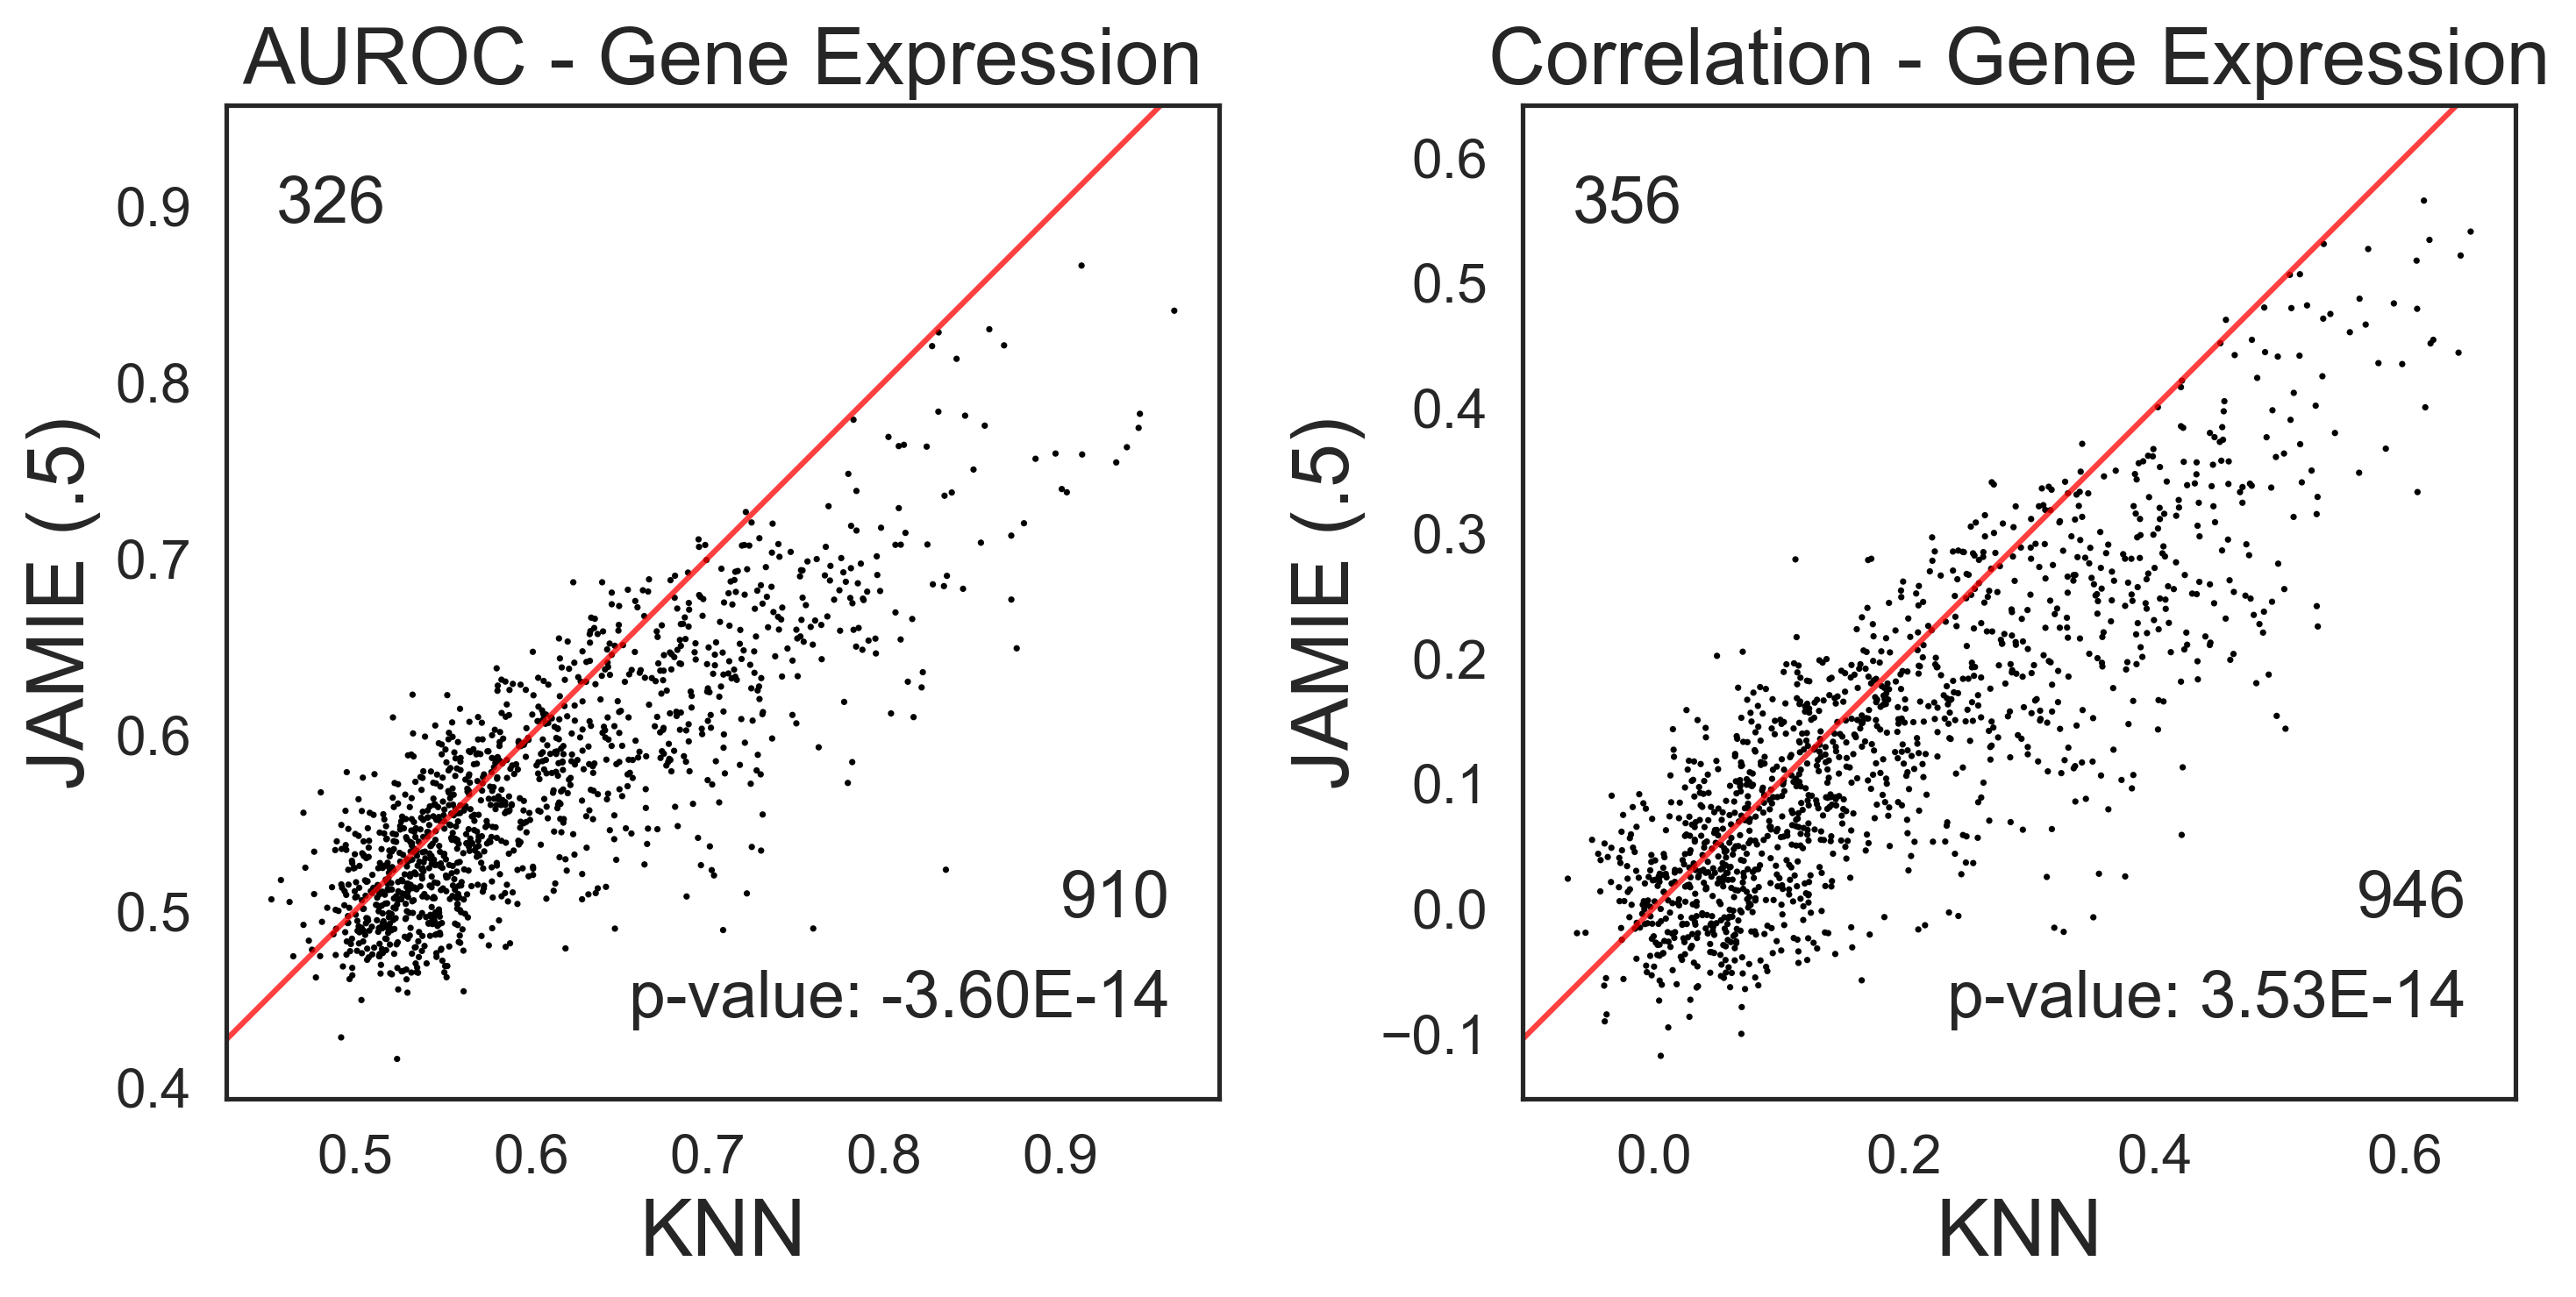 AUROC - Gene Expression
326
910
p-value: -3.60E-14
0.9
0.8
0.7
0.6
0.5
0.4
JAMIE (.5)
0.5 0.6 0.7 0.8 0.9
KNN
Correlation - Gene Expression
356
946
p-value: 3.53E-14
0.6
0.5
0.4
0.3
0.2
0.1
0.0
−0.1
JAMIE (.5)
0.0 0.2 0.4 0.6
KNN